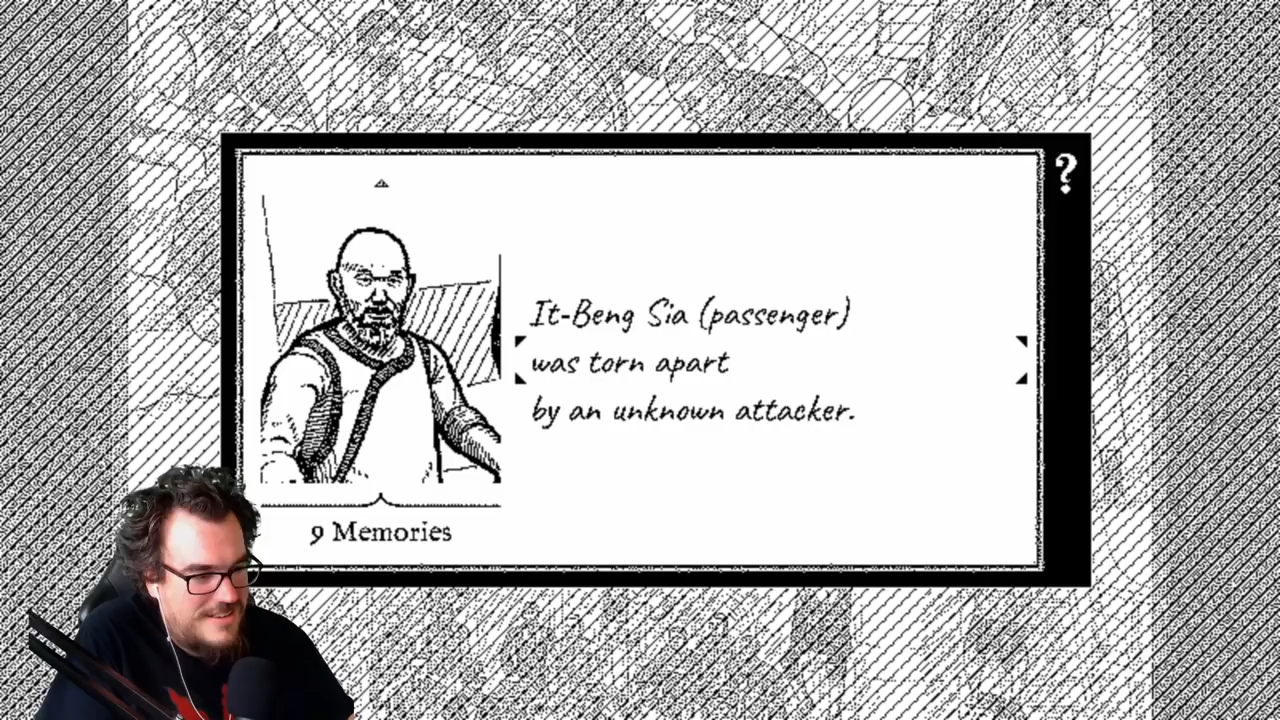 ?
It-Beng Sia (passenger)
was torn apart
by an unknown attacker.
9 Memories